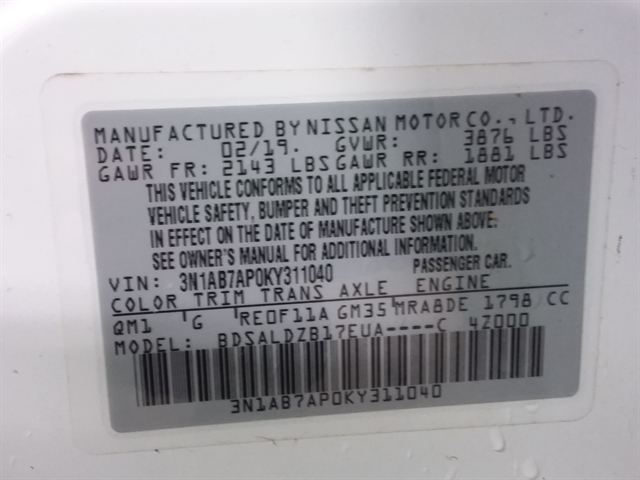 MANUFACTURED BY NISSAN MOTOR CO., LTD.
DATE: 02/19. GVWR: 3876 LBS
GAWR FR: 2143 LBS GAWR RR: 1881 LBS
THIS VEHICLE CONFORMS TO ALL APPLICABLE FEDERAL MOTOR
VEHICLE SAFETY, BUMPER AND THEFT PREVENTION STANDARDS
IN EFFECT ON THE DATE OF MANUFACTURE SHOWN ABOVE.
SEE OWNER'S MANUAL FOR ADDITIONAL INFORMATION.
VIN: 3N1AB7AP0KY311040 PASSENGER CAR.
COLOR TRIM TRANS AXLE ENGINE
QM1 G RE0F11A GM35 MRA8DE 1798 CC
MODEL: BDSALDZB17EUA----C 4Z000
3N1AB7AP0KY311040